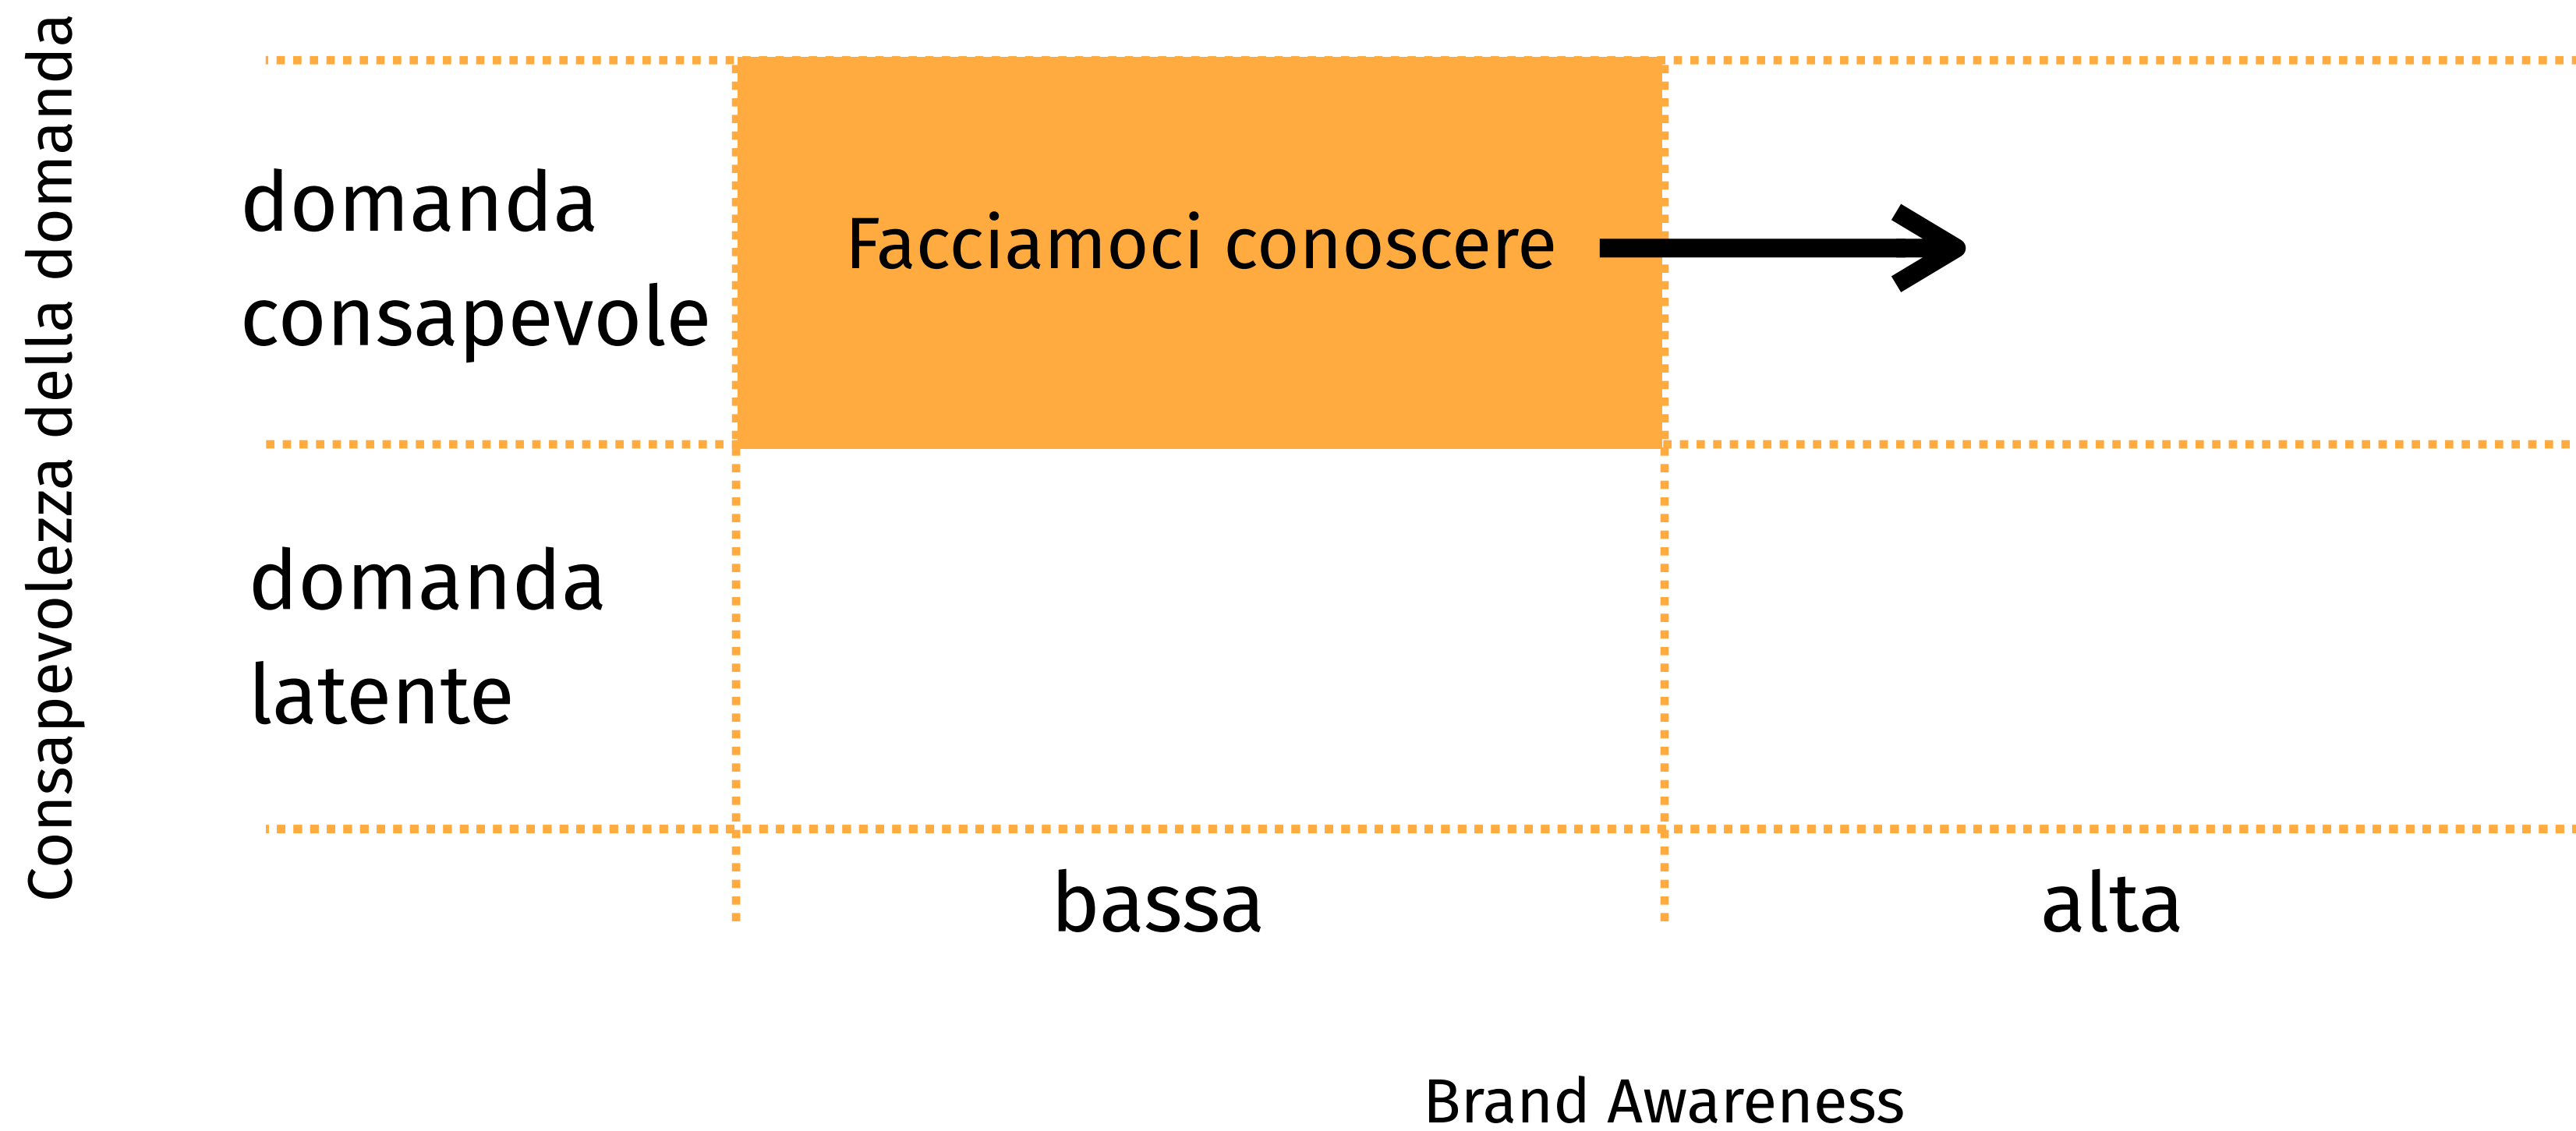 Consapevolezza della domanda
domanda
consapevole
Facciamoci conoscere
domanda
latente
bassa
alta
Brand Awareness